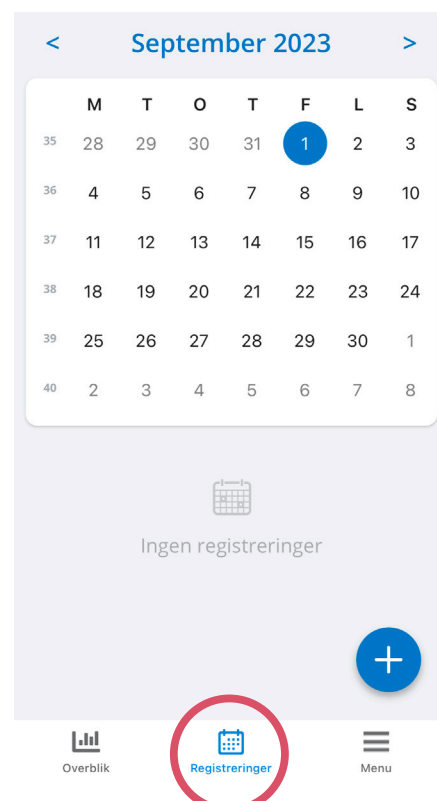 < September 2023 >
M T O T F L S
35 28 29 30 31 1 2 3
36 4 5 6 7 8 9 10
37 11 12 13 14 15 16 17
38 18 19 20 21 22 23 24
39 25 26 27 28 29 30 1
40 2 3 4 5 6 7 8
Ingen registreringer
+
Overblik Registreringer Menu